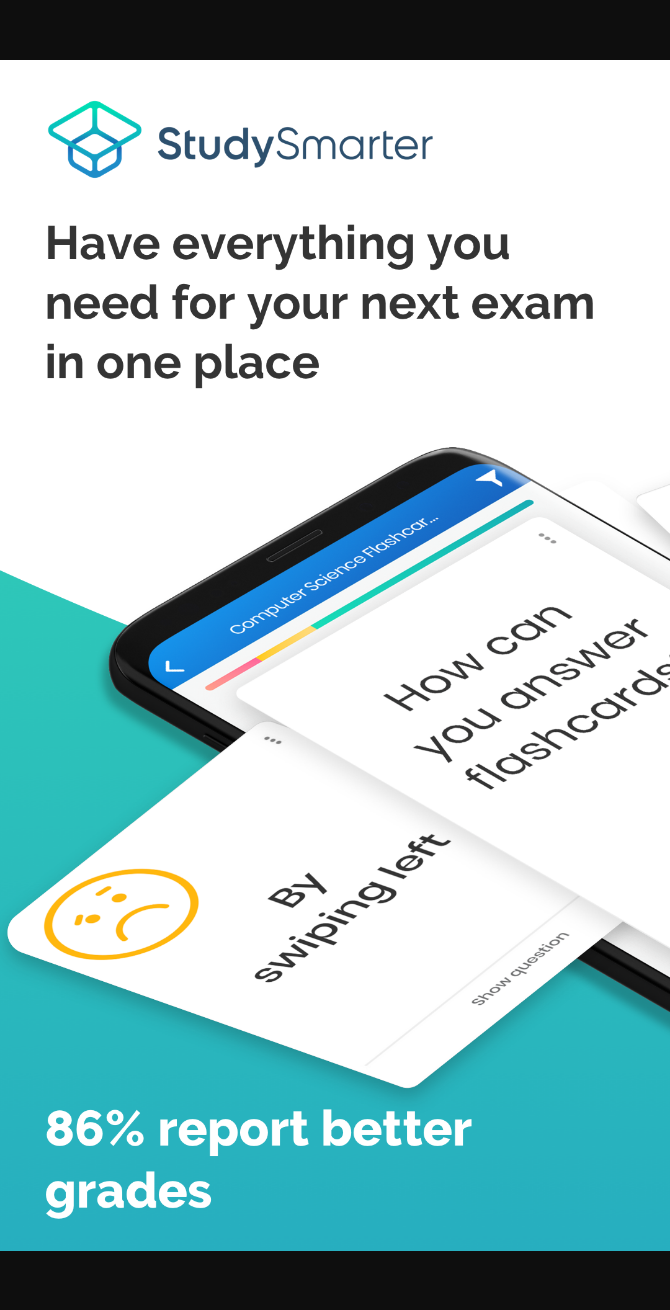 StudySmarter
Have everything you
need for your next exam
in one place
Computer Science Flashcar...
How can
you answer
flashcards
By
swiping left
Show question
86% report better
grades